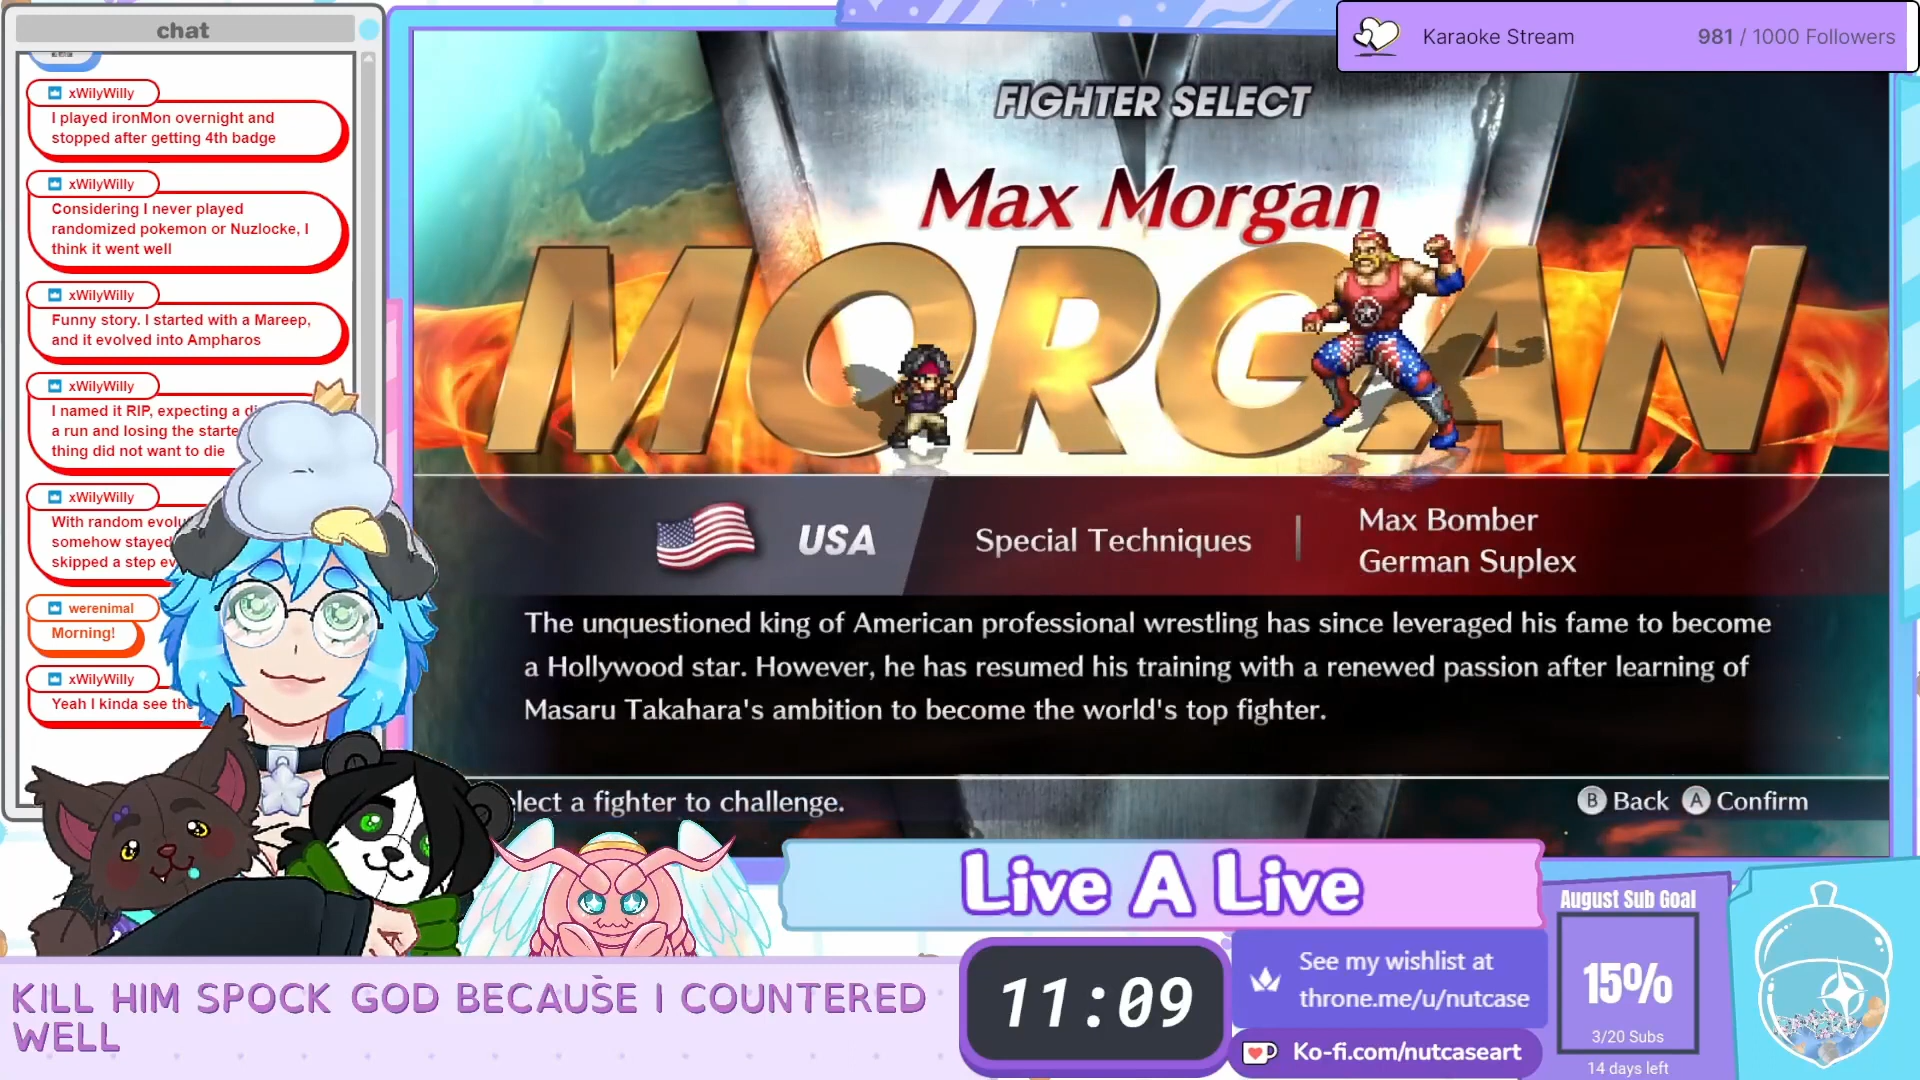 chat
xWilyWilly
I played ironMon overnight and
stopped after getting 4th badge
xWilyWilly
Considering I never played
randomized pokemon or Nuzlocke, I
think it went well
xWilyWilly
Funny story. I started with a Mareep,
and it evolved into Ampharos
xWilyWilly
I named it RIP, expecting a
a run and losing the
thing did not want to die
xWilyWilly
With random
somehow stayed
skipped a step
werenimal
Morning!
xWilyWilly
Yeah I kinda see the
Karaoke Stream
981 / 1000 Followers
FIGHTER SELECT
Max Morgan
MORGAN
USA
Special Techniques
Max Bomber
German Suplex
The unquestioned king of American professional wrestling has since leveraged his fame to become
a Hollywood star. However, he has resumed his training with a renewed passion after learning of
Masaru Takahara's ambition to become the world's top fighter.
elect a fighter to challenge.
B Back A Confirm
Live A Live
KILL HIM SPOCK GOD BECAUSE I COUNTERED
WELL
11:09
See my wishlist at
throne.me/u/nutcase
Ko-fi.com/nutcaseart
August Sub Goal
15%
3/20 Subs
14 days left